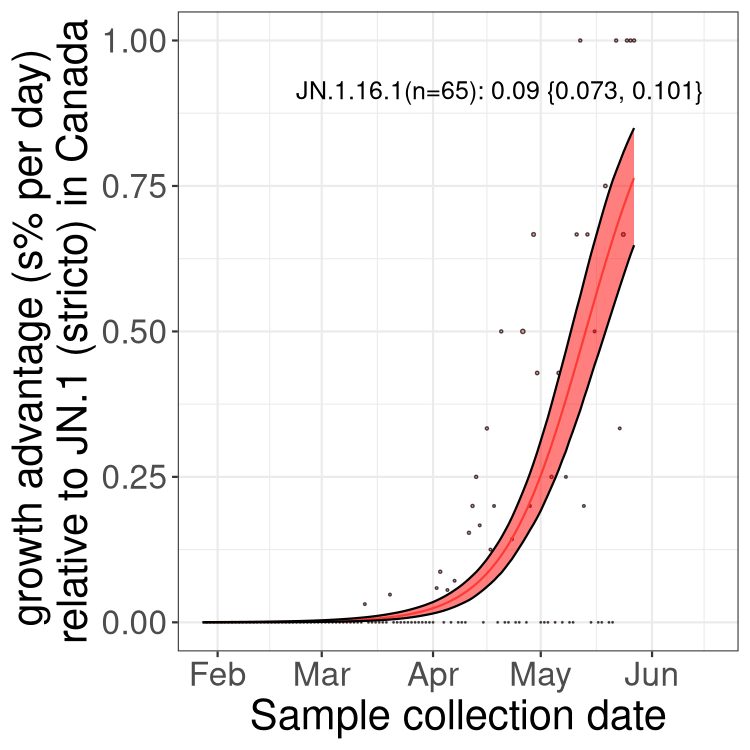 growth advantage (s% per day)
relative to JN.1 (stricto) in Canada
1.00
0.75
0.50
0.25
0.00
JN.1.16.1(n=65): 0.09 {0.073, 0.101}
Feb Mar Apr May Jun
Sample collection date